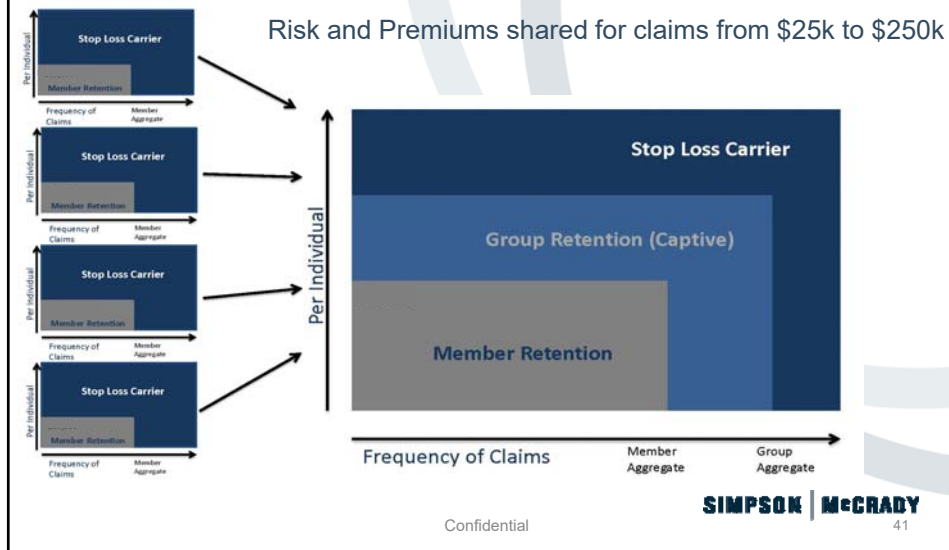 Risk and Premiums shared for claims from $25k to $250k
Per Individual
Stop Loss Carrier
Member Retention
Frequency of
Claims
Member
Aggregate
Per Individual
Stop Loss Carrier
Member Retention
Frequency of
Claims
Member
Aggregate
Per Individual
Stop Loss Carrier
Member Retention
Frequency of
Claims
Member
Aggregate
Per Individual
Stop Loss Carrier
Member Retention
Frequency of
Claims
Member
Aggregate
Per Individual
Stop Loss Carrier
Group Retention (Captive)
Member Retention
Frequency of Claims
Member
Aggregate
Group
Aggregate
SIMPSON | McCRADY
Confidential
41